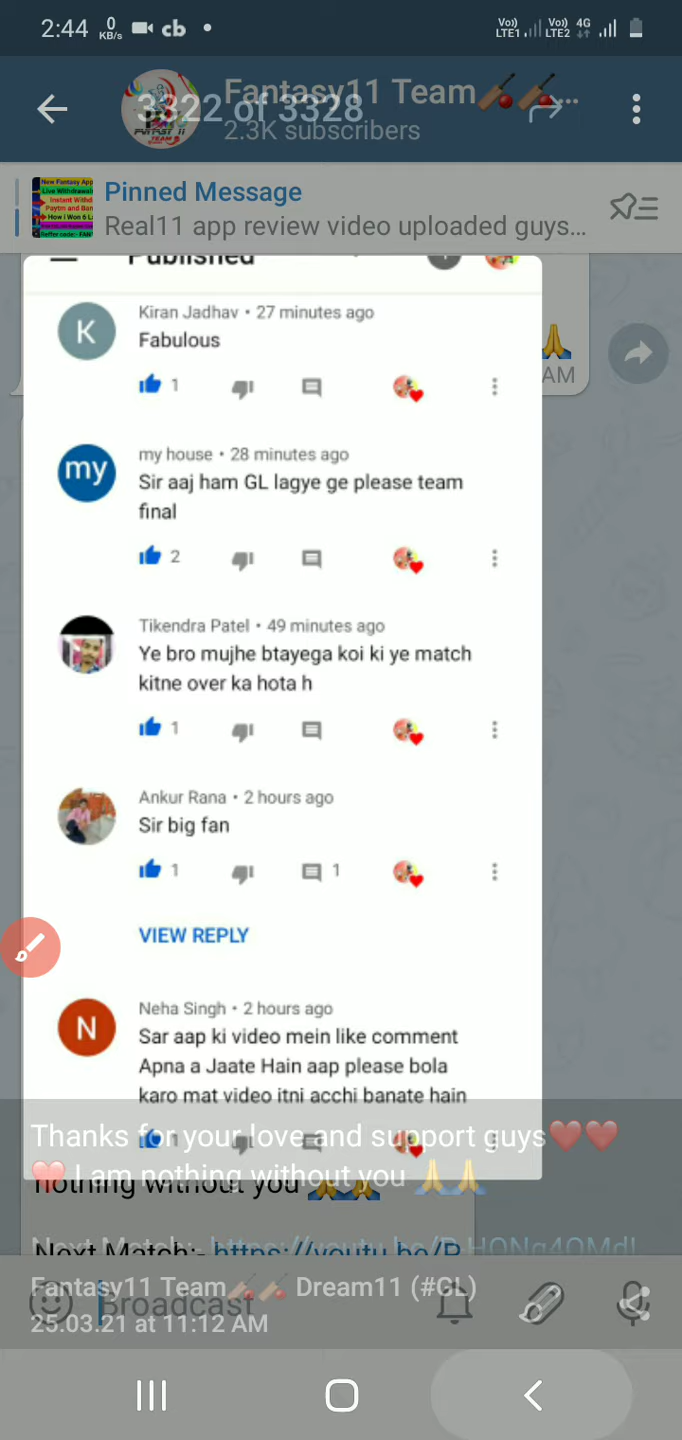 2:44 0 KB/s cb Vo)) LTE1 Vo)) LTE2 4G
Fantasy11 Team
3322 of 3328
2.3K subscribers
Pinned Message
Real11 app review video uploaded guys...
AM
Published
Kiran Jadhav • 27 minutes ago
Fabulous
1
my house • 28 minutes ago
Sir aaj ham GL lagye ge please team
final
2
Tikendra Patel • 49 minutes ago
Ye bro mujhe btayega koi ki ye match
kitne over ka hota h
1
Ankur Rana • 2 hours ago
Sir big fan
1 1
VIEW REPLY
Neha Singh • 2 hours ago
Sar aap ki video mein like comment
Apna a Jaate Hain aap please bola
karo mat video itni acchi banate hain
1
Thanks for your love and support guys❤️❤️
❤️ I am nothing without you 🙏🙏
nothing without you 🙏🙏
Next Match:- https://youtu.be/
Fantasy11 Team🏏🏏 Dream11 (#GL)
Broadcast
25.03.21 at 11:12 AM